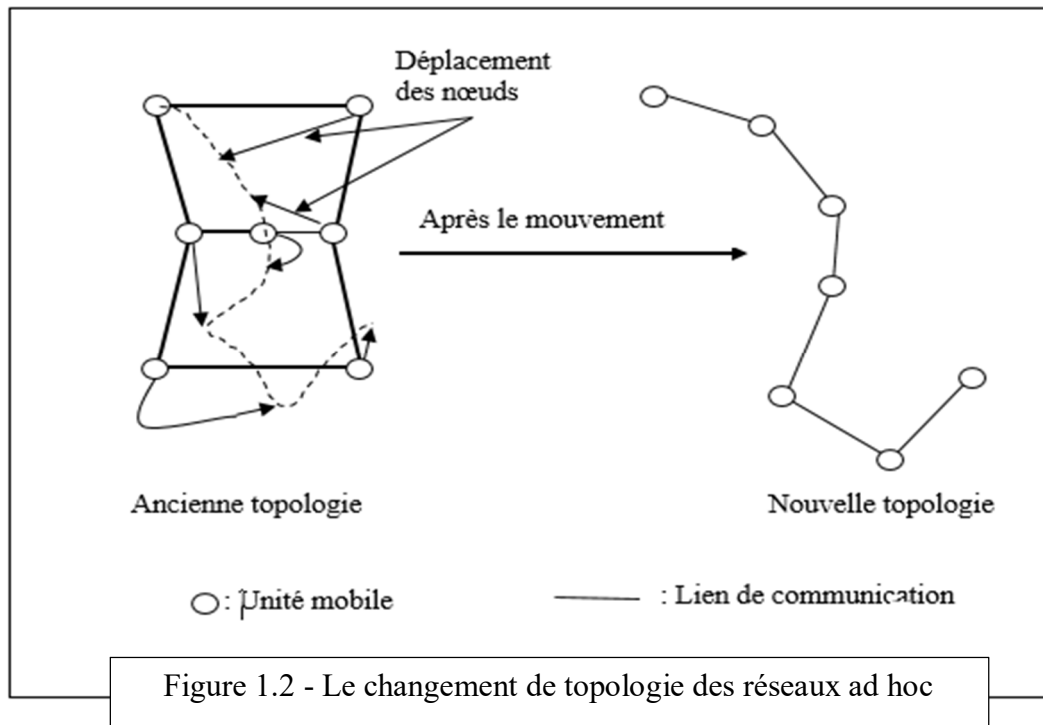 Déplacement
des nœuds
Après le mouvement
Ancienne topologie
Nouvelle topologie
: Unité mobile
: Lien de communication
Figure 1.2 - Le changement de topologie des réseaux ad hoc